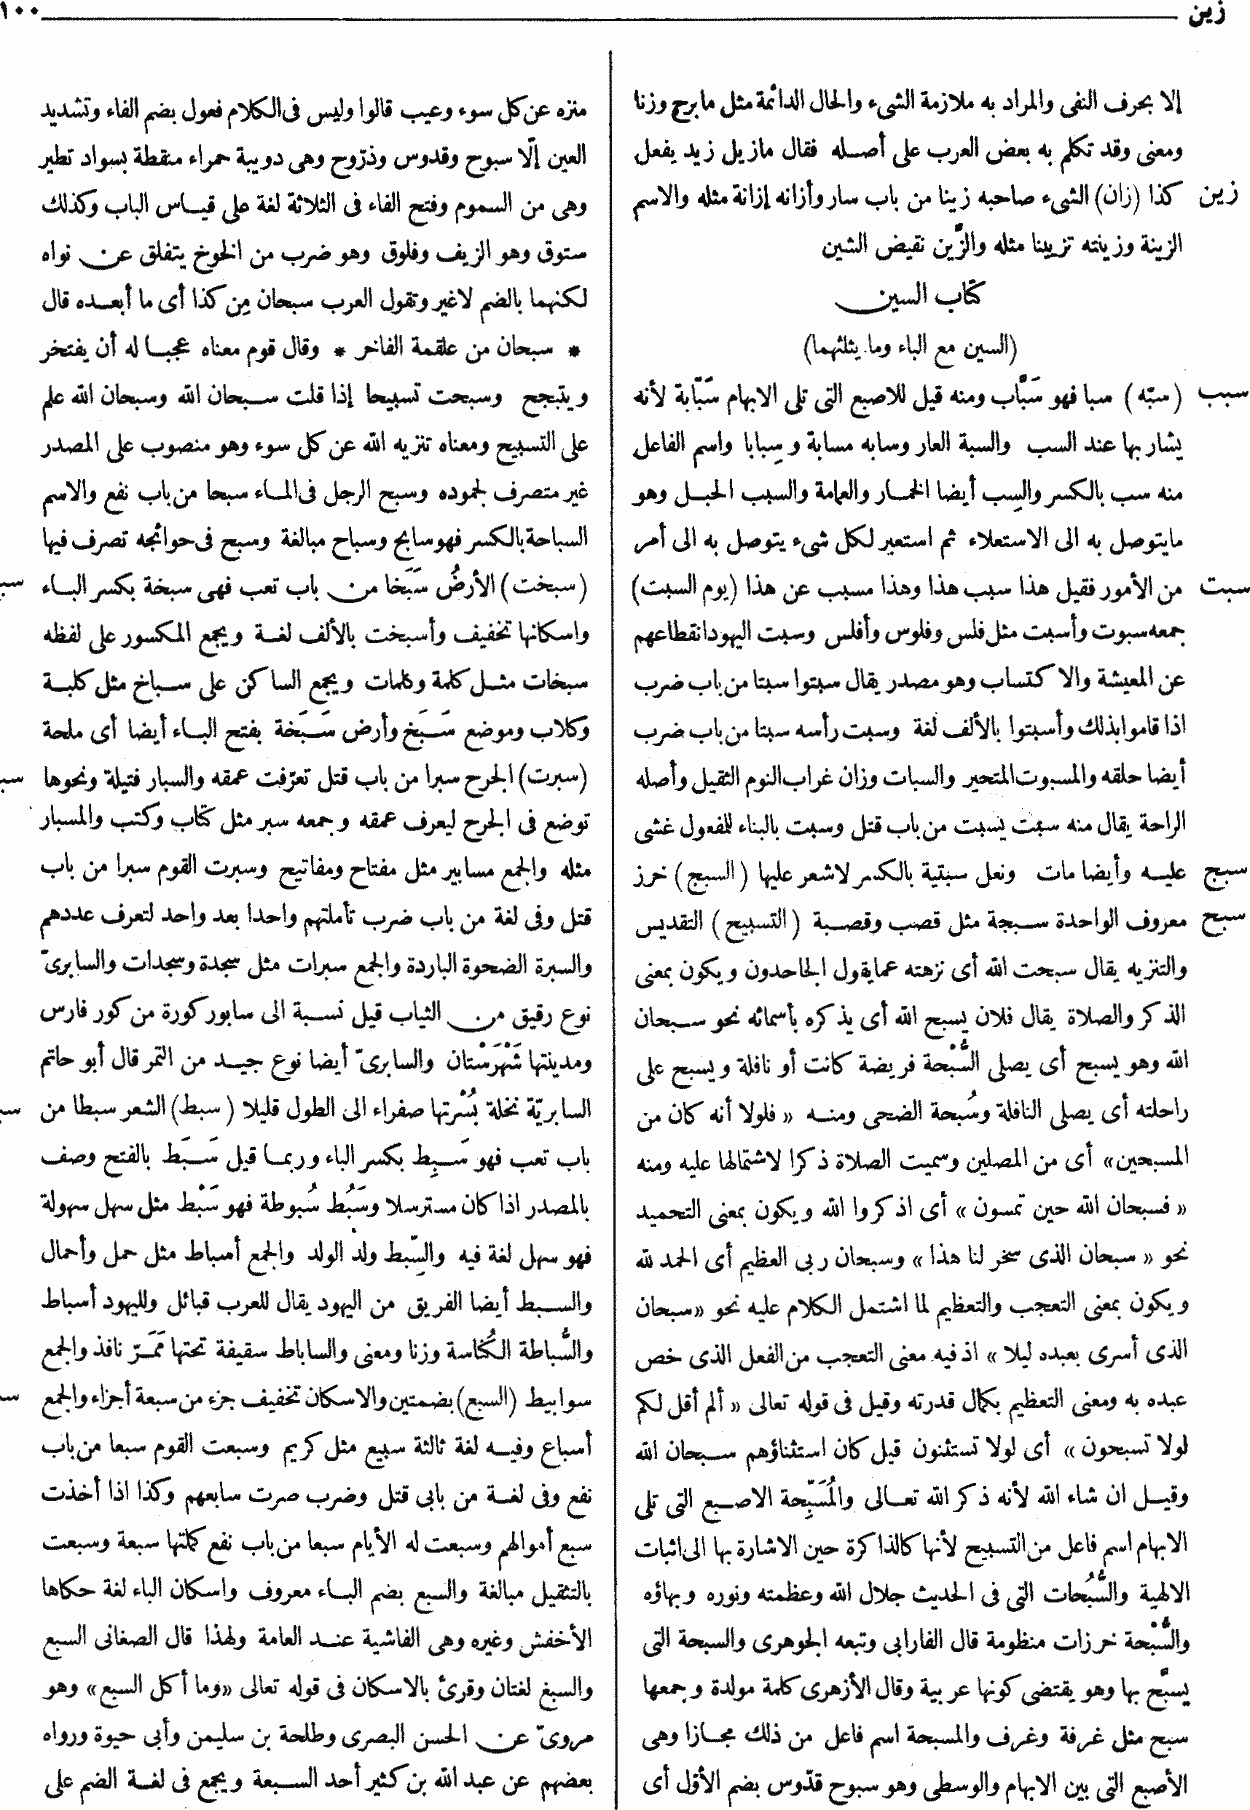 زين
١٠٠
إلا بحرف النفى والمراد به ملازمة الشىء والحال الدائمة مثل مابرح وزنا
ومعنى وقد تكلم به بعض العرب على أصله فقال مازيل زيد يفعل
زين كذا (زان) الشىء صاحبه زينا من باب سار وأزانه إزانة مثله والاسم
الزينة وزينته تزيينا مثله والزَّين نقيض الشين
كتاب السين
(السين مع الباء وما يثلثهما)
سبب (سبّه) سبا فهو سَبَّاب ومنه قيل للاصبع التى تلى الابهام سَبَّابة لأنه
يشار بها عند السب والسبة العار وسابه مسابة وسِبابا واسم الفاعل
منه سب بالكسر والسِب أيضا الخمار والعمامة والسبب الحبل وهو
مايتوصل به الى الاستعلاء ثم استعير لكل شىء يتوصل به الى أمر
سبت من الأمور فقيل هذا سبب هذا وهذا مسبب عن هذا (يوم السبت)
جمعه سبوت وأسبت مثل فلس وفلوس وأفلس وسبت اليهود انقطاعهم
عن المعيشة والاكتساب وهو مصدر يقال سبتوا سبتا من باب ضرب
اذا قاموا بذلك وأسبتوا بالألف لغة وسبت رأسه سبتا من باب ضرب
أيضا حلقه والمسبوت المتحير والسبات وزان غراب النوم الثقيل وأصله
الراحة يقال منه سبت يسبت من باب قتل وسبت بالبناء للمفعول غشى
سبج عليه وأيضا مات ونعل سبتية بالكسر لاشعر عليها (السبج) خرز
سبح معروف الواحدة سبجة مثل قصب وقصبة (التسبيح) التقديس
والتنزيه يقال سبحت الله أى نزهته عمايقول الجاحدون ويكون بمعنى
الذكر والصلاة يقال فلان يسبح الله أى يذكره بأسمائه نحو سبحان
الله وهو يسبح أى يصلى السُّبْحة فريضة كانت أو نافلة ويسبح على
راحلته أى يصلى النافلة وسُبحة الضحى ومنه «فلولا أنه كان من
المسبحين» أى من المصلين وسميت الصلاة ذكرا لاشتمالها عليه ومنه
«فسبحان الله حين تمسون» أى اذكروا الله ويكون بمعنى التحميد
نحو «سبحان الذى سخر لنا هذا» وسبحان ربى العظيم أى الحمد لله
ويكون بمعنى التعجب والتعظيم لما اشتمل الكلام عليه نحو «سبحان
الذى أسرى بعبده ليلا» اذ فيه معنى التعجب من الفعل الذى خص
عبده به ومعنى التعظيم بكمال قدرته وقيل فى قوله تعالى «ألم أقل لكم
لولا تسبحون» أى لولا تستثنون قيل كان استثناؤهم سبحان الله
وقيل ان شاء الله لأنه ذكر الله تعالى والمُسَبِّحة الاصبع التى تلى
الابهام اسم فاعل من التسبيح لأنها كالذاكرة حين الاشارة بها الى اثبات
الالهية والسُّبُحات التى فى الحديث جلال الله وعظمته ونوره وبهاؤه
والسُّبْحة خرزات منظومة قال الفارابى وتبعه الجوهرى والسبحة التى
يسبَّح بها وهو يقتضى كونها عربية وقال الأزهرى كلمة مولدة وجمعها
سبح مثل غرفة وغرف والمسبحة اسم فاعل من ذلك مجازا وهى
الأصبع التى بين الابهام والوسطى وهو سبوح قدّوس بضم الأوّل أى
منزه عن كل سوء وعيب قالوا وليس فى الكلام فعول بضم الفاء وتشديد
العين إلّا سبوح وقدوس وذرّوح وهى دويبة حمراء منقطة بسواد تطير
وهى من السموم وفتح الفاء فى الثلاثة لغة على قياس الباب وكذلك
ستوق وهو الزيف وفلوق وهو ضرب من الخوخ يتفلق عن نواه
لكنهما بالضم لاغير وتقول العرب سبحان مِن كذا أى ما أبعده قال
* سبحان من علقمة الفاخر * وقال قوم معناه عجبا له أن يفتخر
ويتبجح وسبحت تسبيحا إذا قلت سبحان الله وسبحان الله علم
على التسبيح ومعناه تنزيه الله عن كل سوء وهو منصوب على المصدر
غير متصرف لجموده وسبح الرجل فى الماء سبحا من باب نفع والاسم
السباحة بالكسر فهو سابح وسباح مبالغة وسبح فى حوائجه تصرف فيها
(سبخت) الأرضُ سَبَخا من باب تعب فهى سبخة بكسر الباء
واسكانها تخفيف وأسبخت بالألف لغة ويجمع المكسور على لفظه
سبخات مثل كلمة وكلمات ويجمع الساكن على سباخ مثل كلبة
وكلاب وموضع سَبَخ وأرض سَبَخة بفتح الباء أيضا أى ملحة
(سبرت) الجرح سبرا من باب قتل تعرّفت عمقه والسبار فتيلة ونحوها
توضع فى الجرح ليعرف عمقه وجمعه سبر مثل كتاب وكتب والمسبار
مثله والجمع مسابير مثل مفتاح ومفاتيح وسبرت القوم سبرا من باب
قتل وفى لغة من باب ضرب تأملتهم واحدا بعد واحد لتعرف عددهم
والسبرة الضحوة الباردة والجمع سبرات مثل سجدة وسجدات والسابرىّ
نوع رقيق من الثياب قيل نسبة الى سابور كورة من كور فارس
ومدينتها شَهْرَسْتان والسابرىّ أيضا نوع جيد من التمر قال أبو حاتم
السابريّة نخلة بُسْرتها صفراء الى الطول قليلا (سبط) الشعر سبطا من
باب تعب فهو سَبِط بكسر الباء وربما قيل سَبَط بالفتح وصف
بالمصدر اذا كان مسترسلا وسَبُط سُبوطة فهو سَبْط مثل سهل سهولة
فهو سهل لغة فيه والسِّبط ولد الولد والجمع أسباط مثل حمل وأحمال
والسبط أيضا الفريق من اليهود يقال للعرب قبائل ولليهود أسباط
والسُّباطة الكُناسة وزنا ومعنى والساباط سقيفة تحتها مَمَرّ نافذ والجمع
سوابيط (السبع) بضمتين والاسكان تخفيف جزء من سبعة أجزاء والجمع
أسباع وفيه لغة ثالثة سبيع مثل كريم وسبعت القوم سبعا من باب
نفع وفى لغة من بابى قتل وضرب صرت سابعهم وكذا اذا أخذت
سبع أموالهم وسبعت له الأيام سبعا من باب نفع كملتها سبعة وسبعت
بالتثقيل مبالغة والسبع بضم الباء معروف واسكان الباء لغة حكاها
الأخفش وغيره وهى الفاشية عند العامة ولهذا قال الصغانى السبع
والسبع لغتان وقرئ بالاسكان فى قوله تعالى «وما أكل السبع» وهو
مروىّ عن الحسن البصرى وطلحة بن سليمن وأبى حيوة ورواه
بعضهم عن عبد الله بن كثير أحد السبعة ويجمع فى لغة الضم على